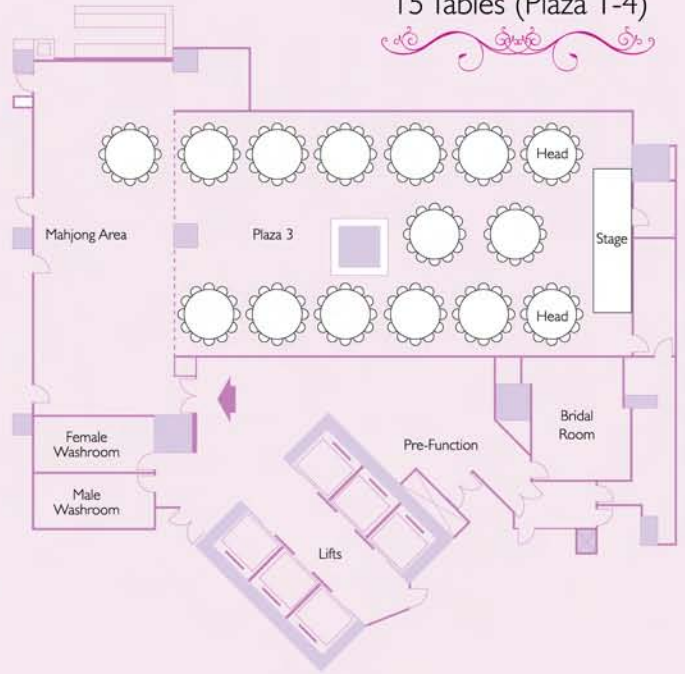 15 Tables (Plaza 1-4)
Head
Mahjong Area
Plaza 3
Stage
Head
Female
Washroom
Male
Washroom
Pre-Function
Bridal
Room
Lifts